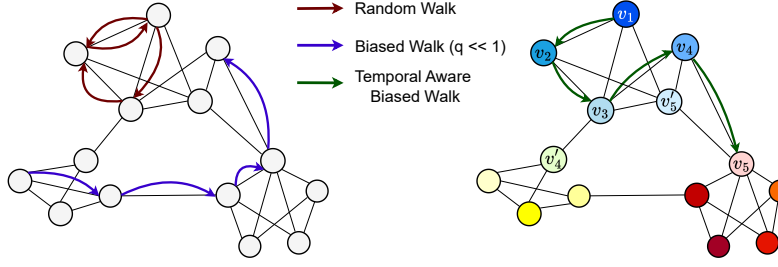 Random Walk
Biased Walk (q << 1)
Temporal Aware
Biased Walk
v₁
v₂
v₃
v₄
v′₅
v′₄
v₅